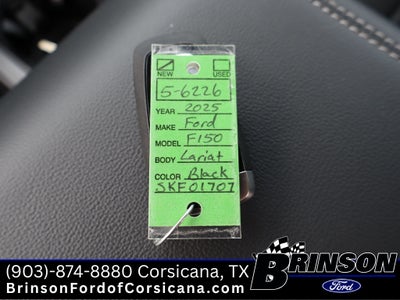 NEW USED
5-6226
YEAR 2025
MAKE Ford
MODEL F150
BODY Lariat
COLOR Black
SKF01707
(903)-874-8880 Corsicana, TX
BrinsonFordofCorsicana.com
BRINSON
Ford